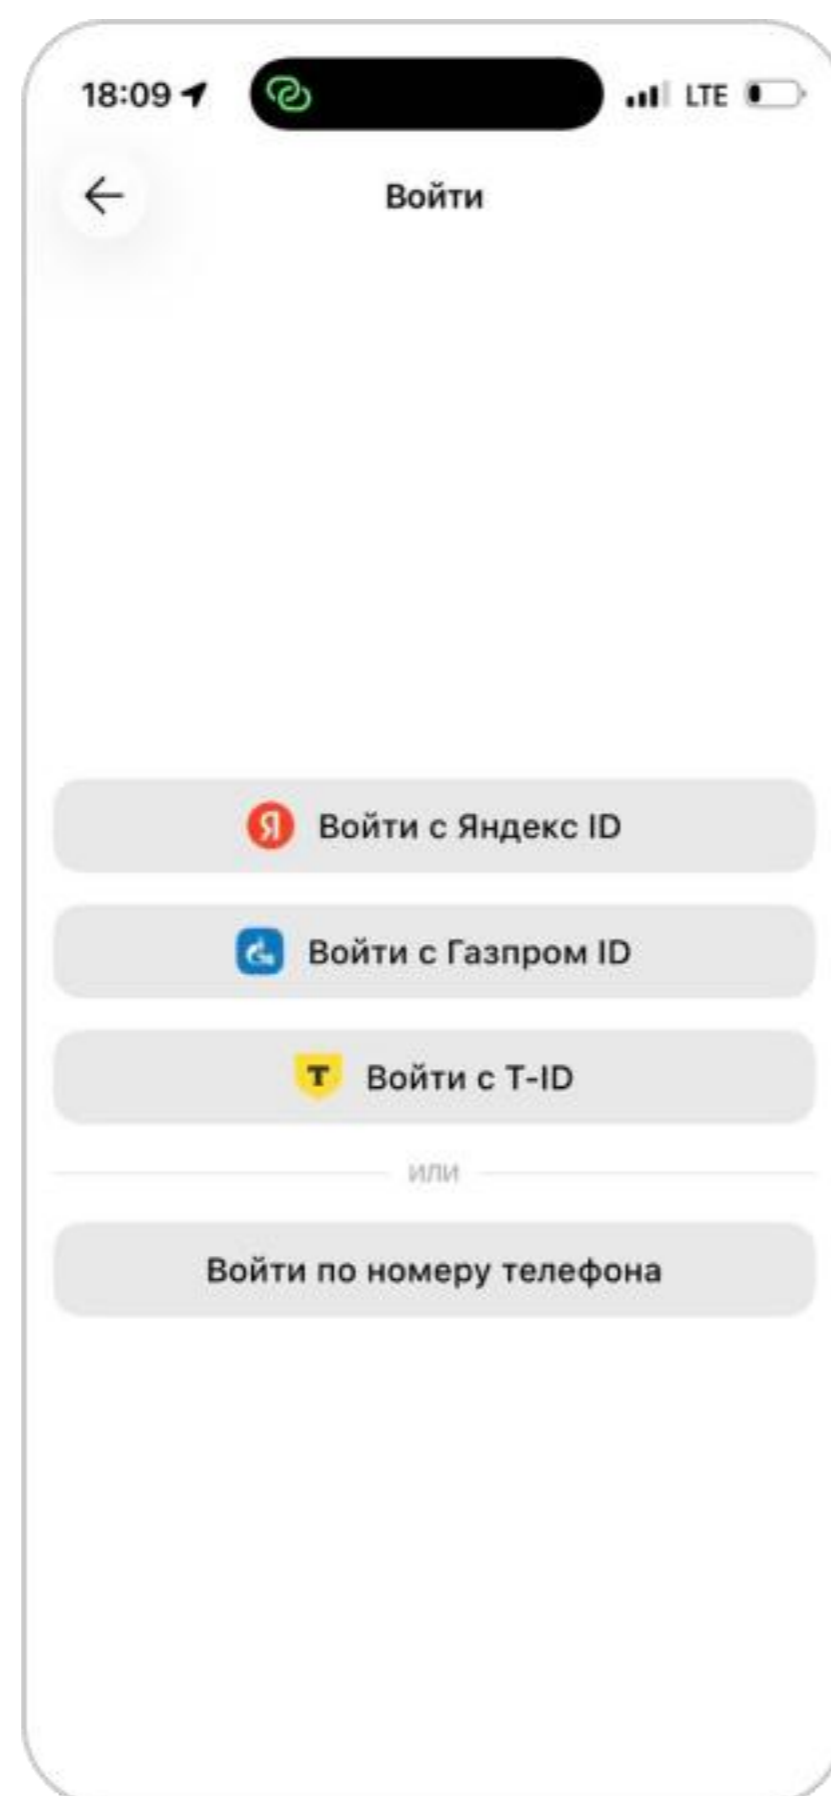 18:09
LTE
Войти
Я Войти с Яндекс ID
Войти с Газпром ID
Т Войти с T-ID
или
Войти по номеру телефона